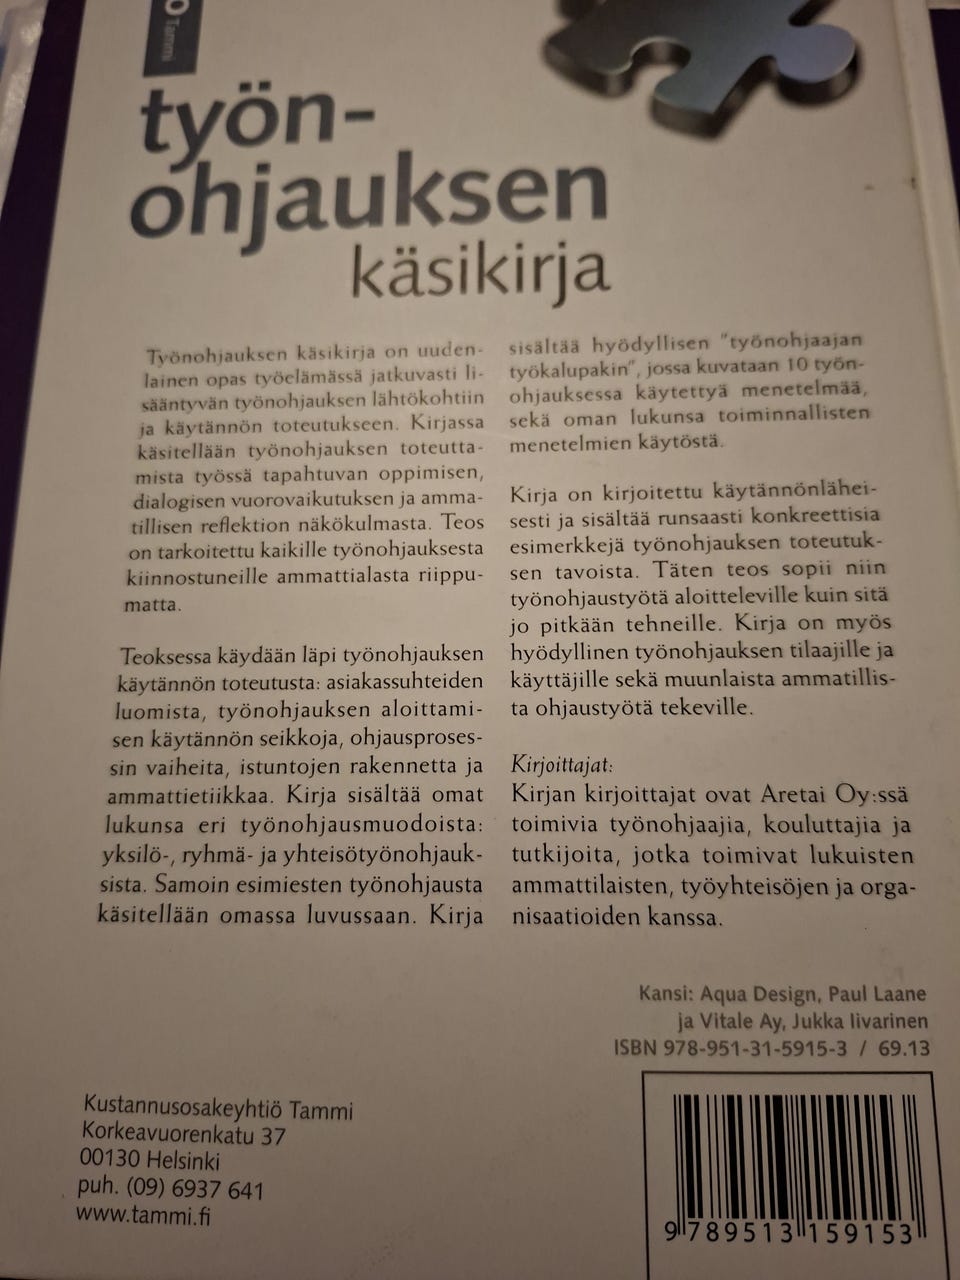 O Tammi
työn-
ohjauksen
käsikirja
Työnohjauksen käsikirja on uuden-
lainen opas työelämässä jatkuvasti li-
sääntyvän työnohjauksen lähtökohtiin
ja käytännön toteutukseen. Kirjassa
käsitellään työnohjauksen toteutta-
mista työssä tapahtuvan oppimisen,
dialogisen vuorovaikutuksen ja amma-
tillisen reflektion näkökulmasta. Teos
on tarkoitettu kaikille työnohjauksesta
kiinnostuneille ammattialasta riippu-
matta.
Teoksessa käydään läpi työnohjauksen
käytännön toteutusta: asiakassuhteiden
luomista, työnohjauksen aloittami-
sen käytännön seikkoja, ohjausproses-
sin vaiheita, istuntojen rakennetta ja
ammattietiikkaa. Kirja sisältää omat
lukunsa eri työnohjausmuodoista:
yksilö-, ryhmä- ja yhteisötyönohjauk-
sista. Samoin esimiesten työnohjausta
käsitellään omassa luvussaan. Kirja
sisältää hyödyllisen "työnohjaajan
työkalupakin", jossa kuvataan 10 työn-
ohjauksessa käytettyä menetelmää,
sekä oman lukunsa toiminnallisten
menetelmien käytöstä.
Kirja on kirjoitettu käytännönlähei-
sesti ja sisältää runsaasti konkreettisia
esimerkkejä työnohjauksen toteutuk-
sen tavoista. Täten teos sopii niin
työnohjaustyötä aloitteleville kuin sitä
jo pitkään tehneille. Kirja on myös
hyödyllinen työnohjauksen tilaajille ja
käyttäjille sekä muunlaista ammatillis-
ta ohjaustyötä tekeville.
Kirjoittajat:
Kirjan kirjoittajat ovat Aretai Oy:ssä
toimivia työnohjaajia, kouluttajia ja
tutkijoita, jotka toimivat lukuisten
ammattilaisten, työyhteisöjen ja orga-
nisaatioiden kanssa.
Kansi: Aqua Design, Paul Laane
ja Vitale Ay, Jukka Iivarinen
ISBN 978-951-31-5915-3 / 69.13
Kustannusosakeyhtiö Tammi
Korkeavuorenkatu 37
00130 Helsinki
puh. (09) 6937 641
www.tammi.fi
9 789513 159153